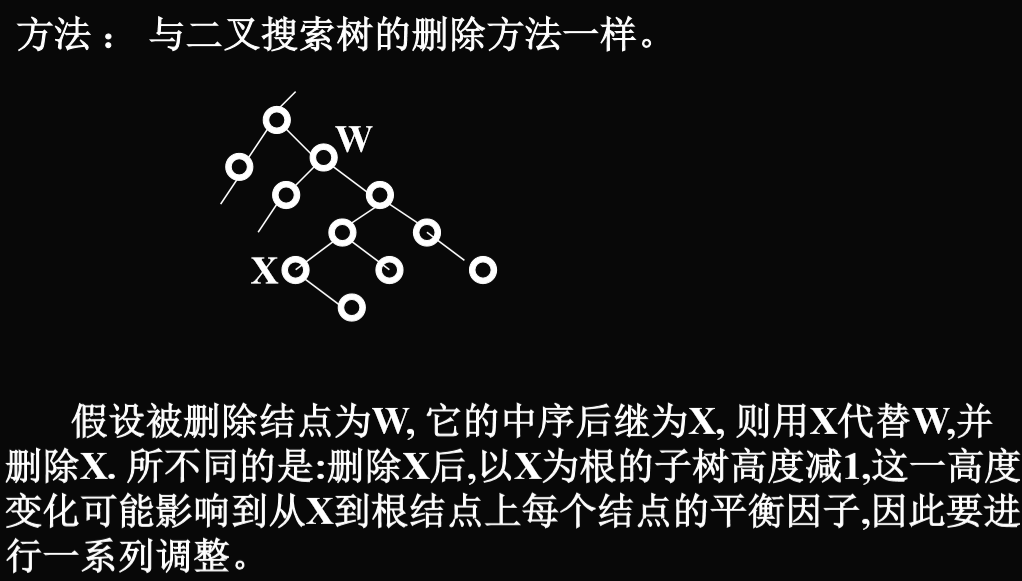 方法： 与二叉搜索树的删除方法一样。
W
X
假设被删除结点为W, 它的中序后继为X, 则用X代替W,并
删除X. 所不同的是:删除X后,以X为根的子树高度减1,这一高度
变化可能影响到从X到根结点上每个结点的平衡因子,因此要进
行一系列调整。